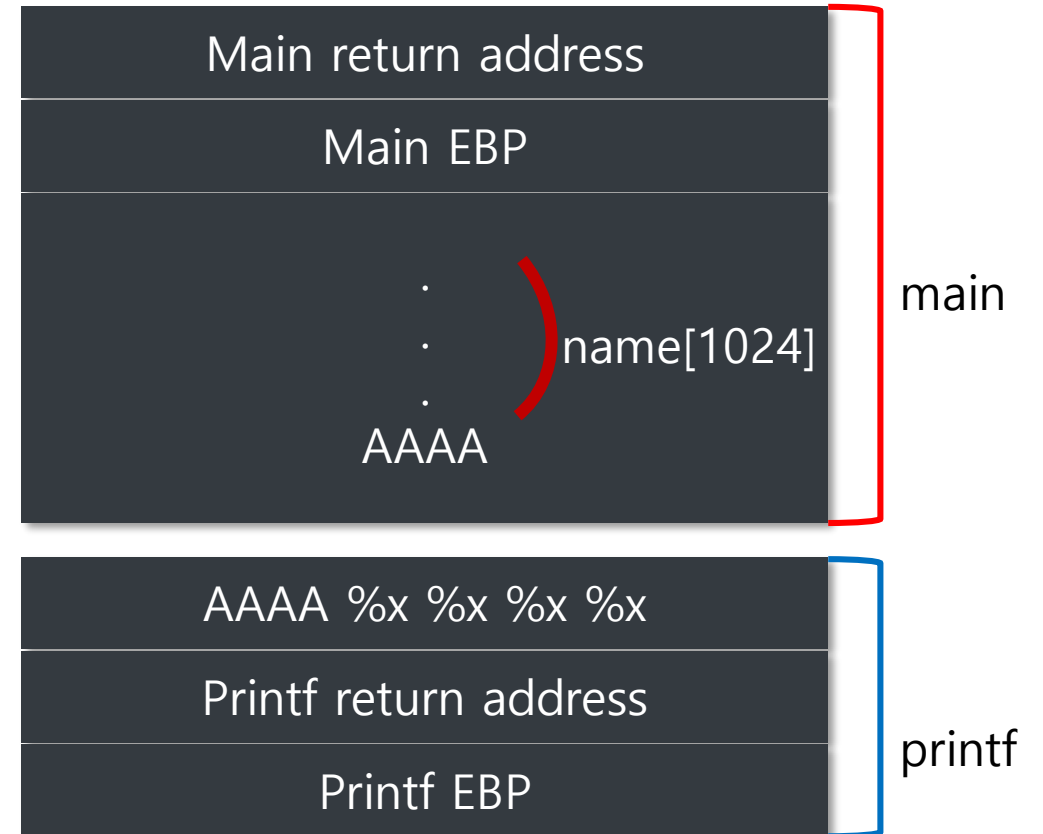 Main return address
Main EBP
.
.
.
name[1024]
AAAA
main
AAAA %x %x %x %x
Printf return address
Printf EBP
printf